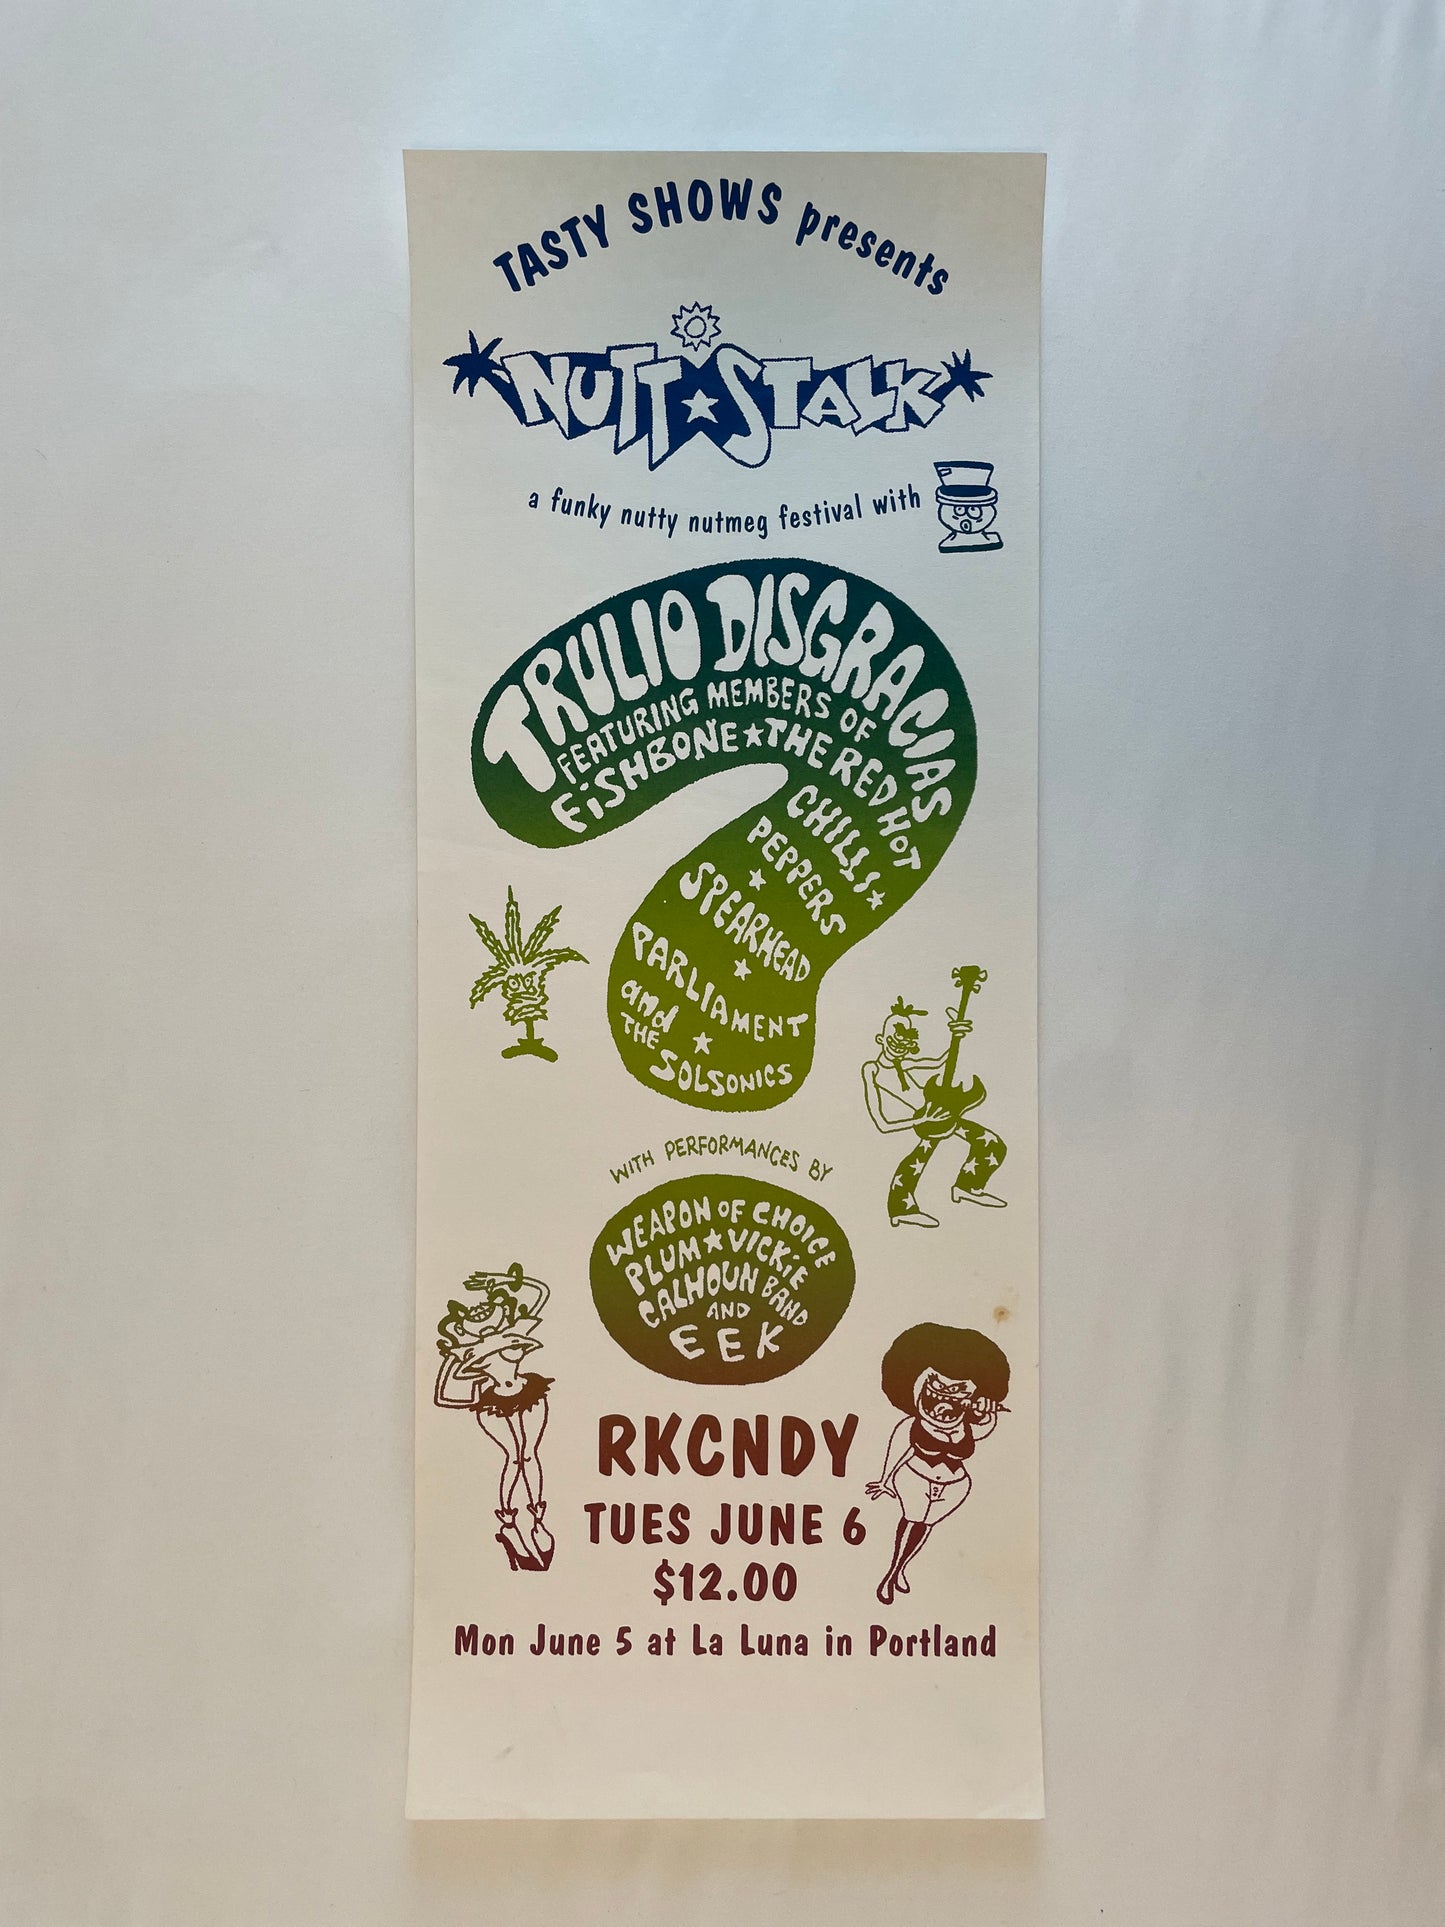 TASTY SHOWS presents
NUTT★STALK
a funky nutty nutmeg festival with
TRULIO DISGRACIAS
FEATURING MEMBERS OF
FiSHBONE★THE RED HOT
CHILLI★
PEPPERS
★
SPEARHEAD
★
PARLIAMENT
and ★
THE SOLSONICS
WITH PERFORMANCES BY
WEAPON OF CHOICE
PLUM★VICKiE
CALHOUN BAND
AND
EEK
RKCNDY
TUES JUNE 6
$12.00
Mon June 5 at La Luna in Portland